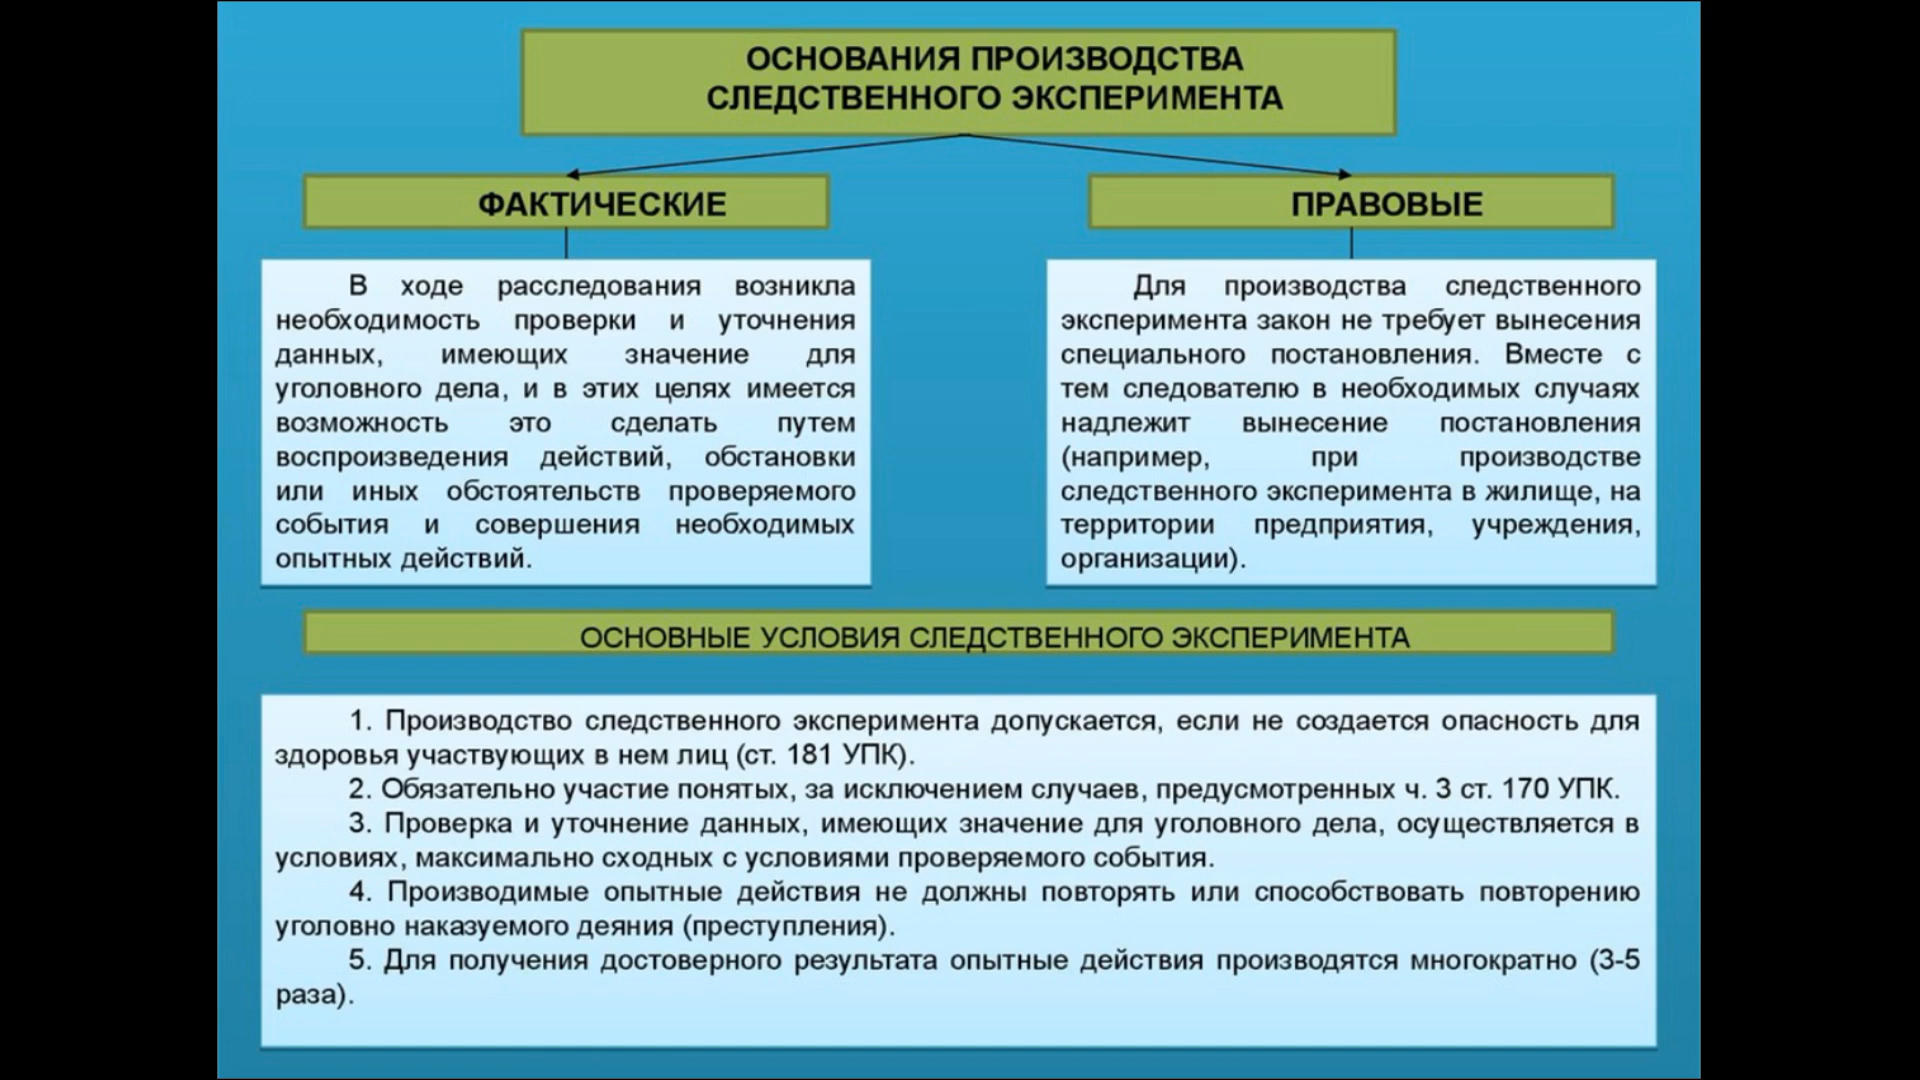 ОСНОВАНИЯ ПРОИЗВОДСТВА
СЛЕДСТВЕННОГО ЭКСПЕРИМЕНТА
ФАКТИЧЕСКИЕ
В ходе расследования возникла
необходимость проверки и уточнения
данных, имеющих значение для
уголовного дела, и в этих целях имеется
возможность это сделать путем
воспроизведения действий, обстановки
или иных обстоятельств проверяемого
события и совершения необходимых
опытных действий.
ПРАВОВЫЕ
Для производства следственного
эксперимента закон не требует вынесения
специального постановления. Вместе с
тем следователю в необходимых случаях
надлежит вынесение постановления
(например, при производстве
следственного эксперимента в жилище, на
территории предприятия, учреждения,
организации).
ОСНОВНЫЕ УСЛОВИЯ СЛЕДСТВЕННОГО ЭКСПЕРИМЕНТА
1. Производство следственного эксперимента допускается, если не создается опасность для
здоровья участвующих в нем лиц (ст. 181 УПК).
2. Обязательно участие понятых, за исключением случаев, предусмотренных ч. 3 ст. 170 УПК.
3. Проверка и уточнение данных, имеющих значение для уголовного дела, осуществляется в
условиях, максимально сходных с условиями проверяемого события.
4. Производимые опытные действия не должны повторять или способствовать повторению
уголовно наказуемого деяния (преступления).
5. Для получения достоверного результата опытные действия производятся многократно (3-5
раза).